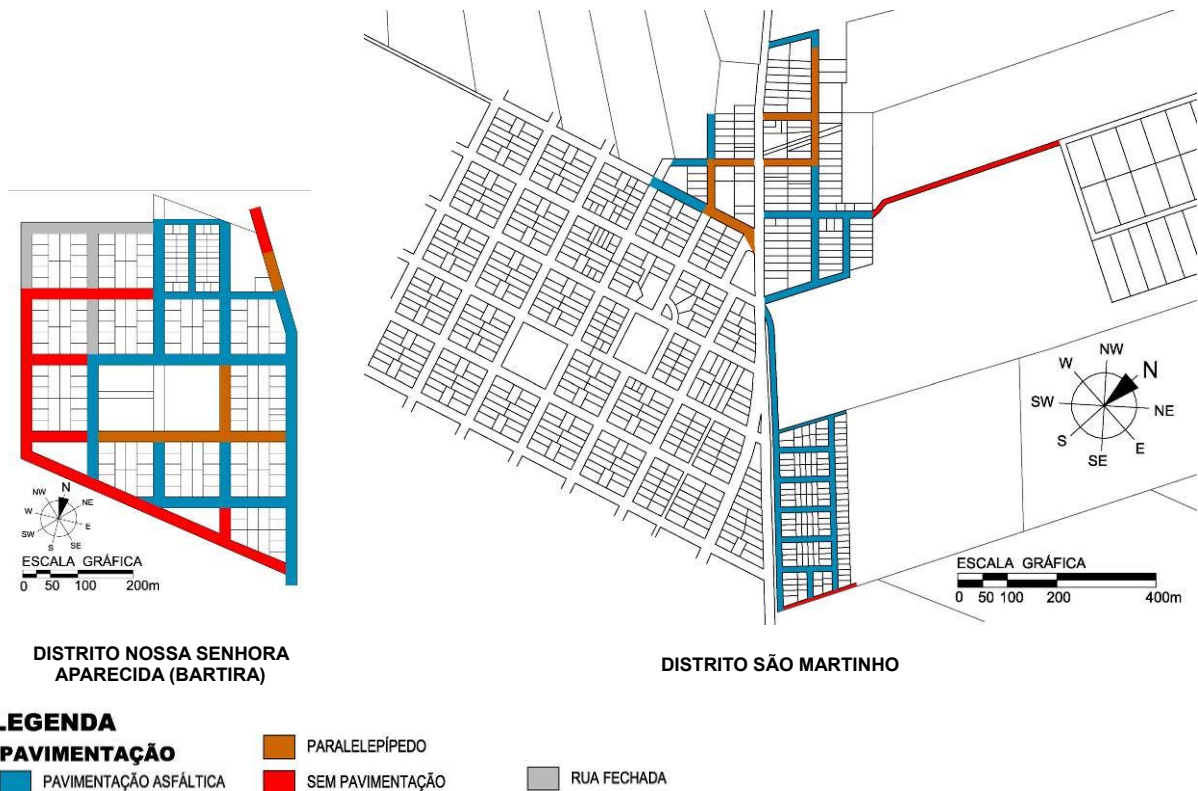 NW
N
W
NE
SW
E
S
SE
NW
N
W
NE
SW
E
S
SE
ESCALA GRÁFICA
0 50 100 200m
ESCALA GRÁFICA
0 50 100 200 400m
DISTRITO NOSSA SENHORA
APARECIDA (BARTIRA)
DISTRITO SÃO MARTINHO
LEGENDA
PAVIMENTAÇÃO
PAVIMENTAÇÃO ASFÁLTICA
PARALELEPÍPEDO
SEM PAVIMENTAÇÃO
RUA FECHADA